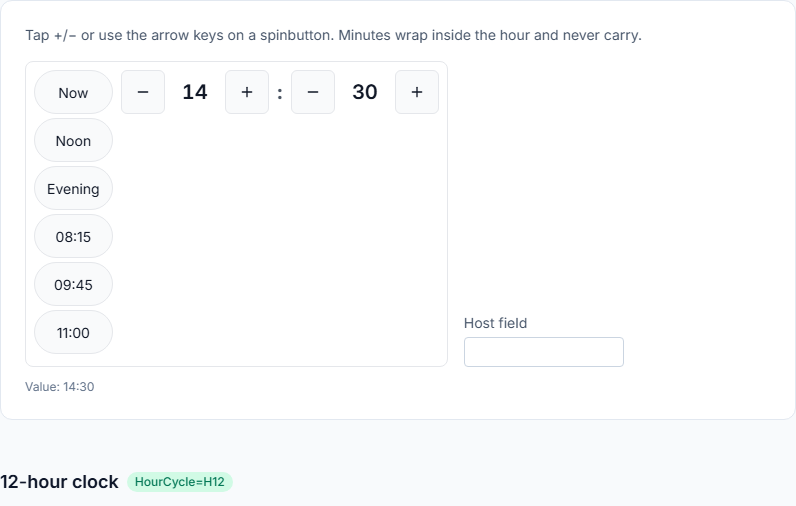 Tap +/− or use the arrow keys on a spinbutton. Minutes wrap inside the hour and never carry.
Now − 14 + : − 30 +
Noon
Evening
08:15
09:45
11:00
Host field
Value: 14:30
12-hour clock HourCycle=H12